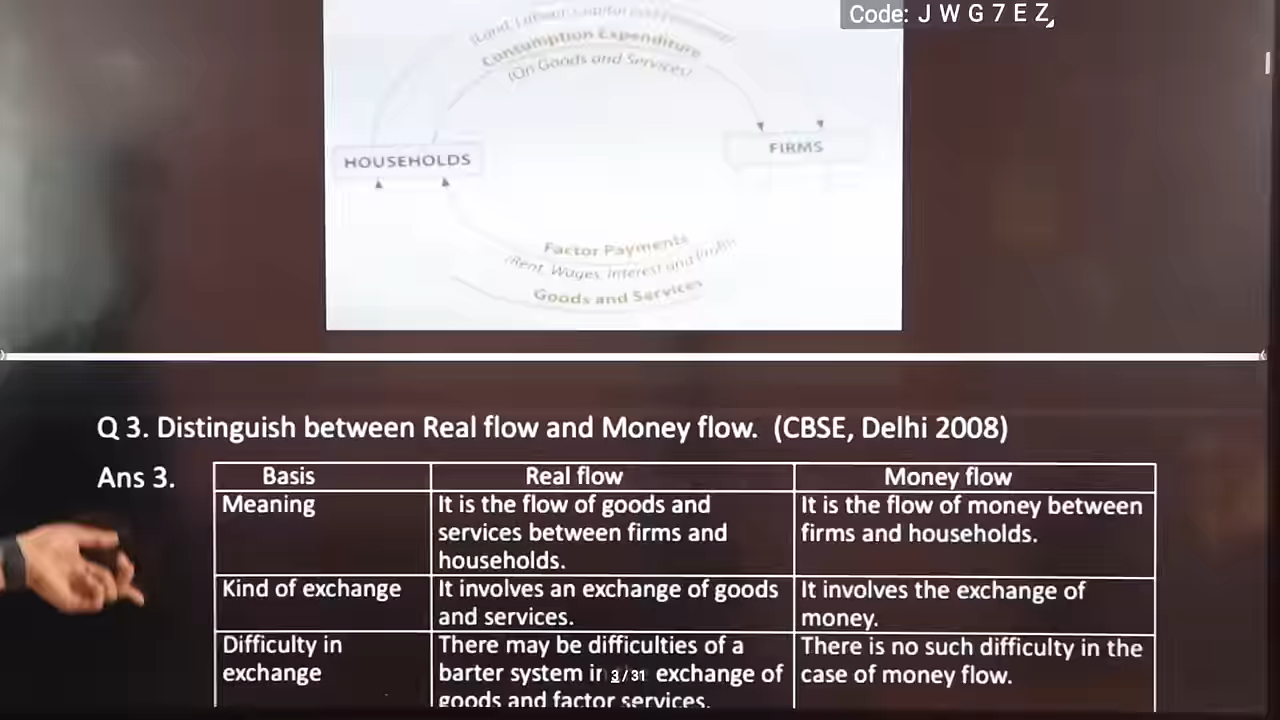 Code: J W G 7 E Z
Consumption Expenditure
(On Goods and Services)
HOUSEHOLDS
FIRMS
Factor Payments
(Rent, Wages, Interest and Profit)
Goods and Services
Q 3. Distinguish between Real flow and Money flow. (CBSE, Delhi 2008)
Ans 3.
Basis
Real flow
Money flow
Meaning
It is the flow of goods and
services between firms and
households.
It is the flow of money between
firms and households.
Kind of exchange
It involves an exchange of goods
and services.
It involves the exchange of
money.
Difficulty in
exchange
There may be difficulties of a
barter system in exchange of
goods and factor services.
There is no such difficulty in the
case of money flow.
3 / 31